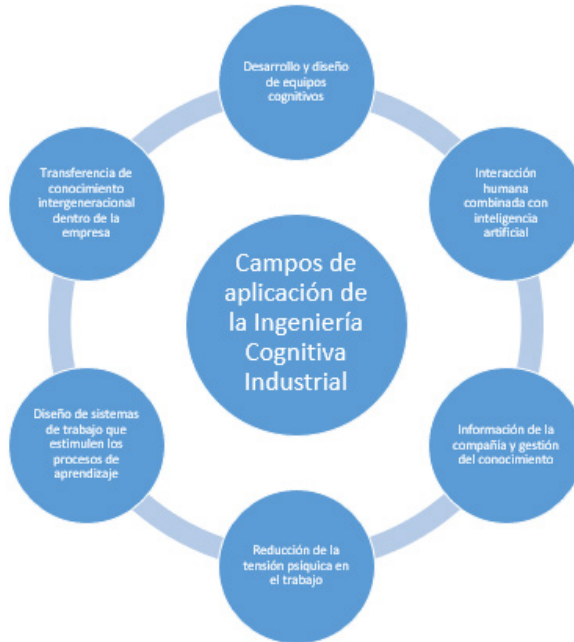 Desarrollo y diseño
de equipos
cognitivos
Interacción
humana
combinada con
inteligencia
artificial
Información de la
compañía y gestión
del conocimiento
Reducción de la
tensión psiquica en
el trabajo
Diseño de sistemas
de trabajo que
estimulen los
procesos de
aprendizaje
Transferencia de
conocimiento
intergeneracional
dentro de la
empresa
Campos de
aplicación de
la Ingeniería
Cognitiva
Industrial